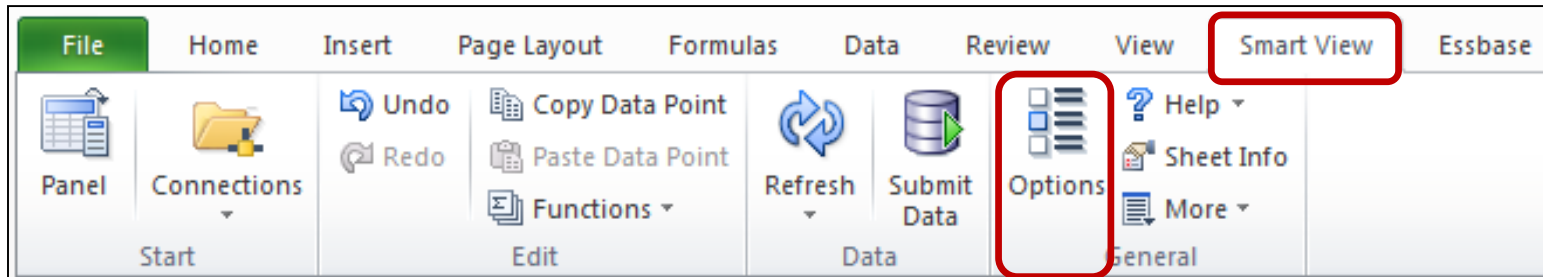 File Home Insert Page Layout Formulas Data Review View Smart View Essbase
Panel
Connections
Start
Undo
Redo
Copy Data Point
Paste Data Point
Functions
Edit
Refresh
Submit
Data
Data
Options
Help
Sheet Info
More
General